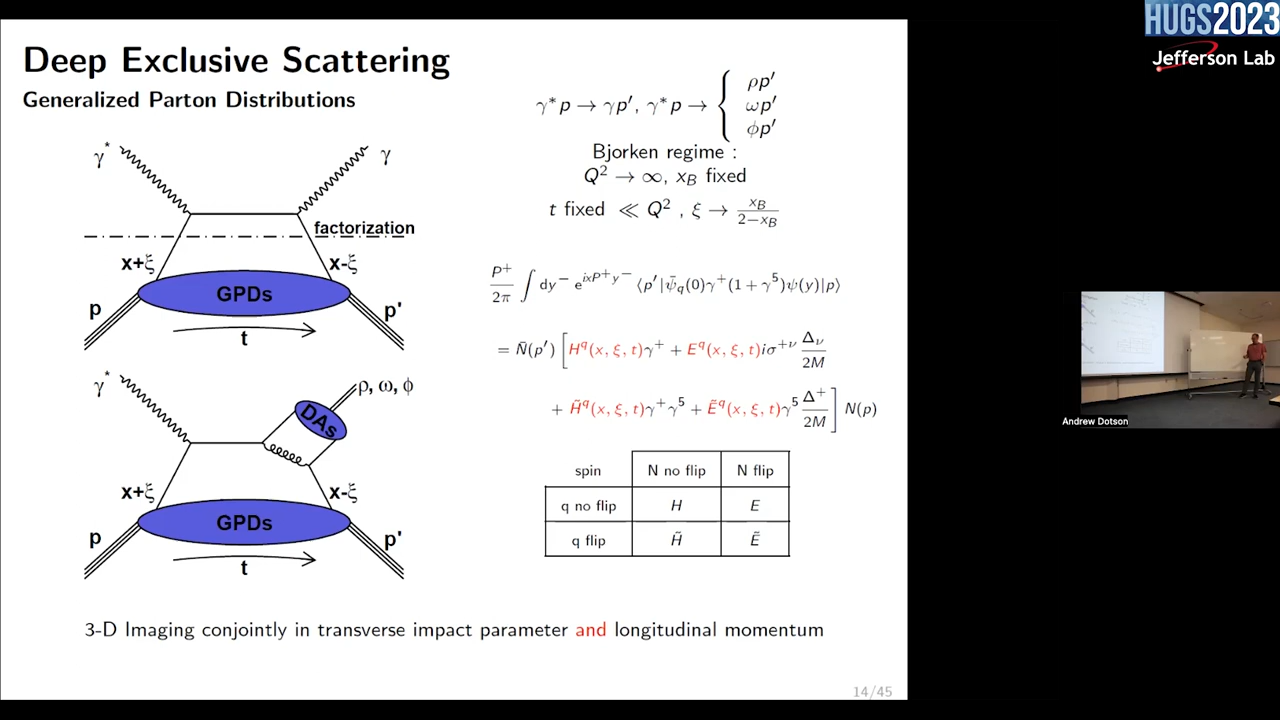 HUGS2023
Jefferson Lab
Deep Exclusive Scattering
Generalized Parton Distributions
γ* γ
factorization
x+ξ x-ξ
GPDs
p p'
t
γ* ρ, ω, ϕ
DAs
x+ξ x-ξ
GPDs
p p'
t
γ*p → γp′, γ*p → { ρp′
ωp′
ϕp′
Bjorken regime :
Q² → ∞, x_B fixed
t fixed ≪ Q² , ξ → x_B/(2−x_B)
P⁺/2π ∫ dy⁻ e^{ixP⁺y⁻} ⟨p′|ψ̄_q(0)γ⁺(1 + γ⁵)ψ(y)|p⟩
= N̄(p′) [ H^q(x, ξ, t)γ⁺ + E^q(x, ξ, t)iσ^{+ν} Δ_ν/2M
+ H̃^q(x, ξ, t)γ⁺γ⁵ + Ẽ^q(x, ξ, t)γ⁵ Δ⁺/2M ] N(p)
spin N no flip N flip
q no flip H E
q flip H̃ Ẽ
3-D Imaging conjointly in transverse impact parameter and longitudinal momentum
14/45
Andrew Dotson